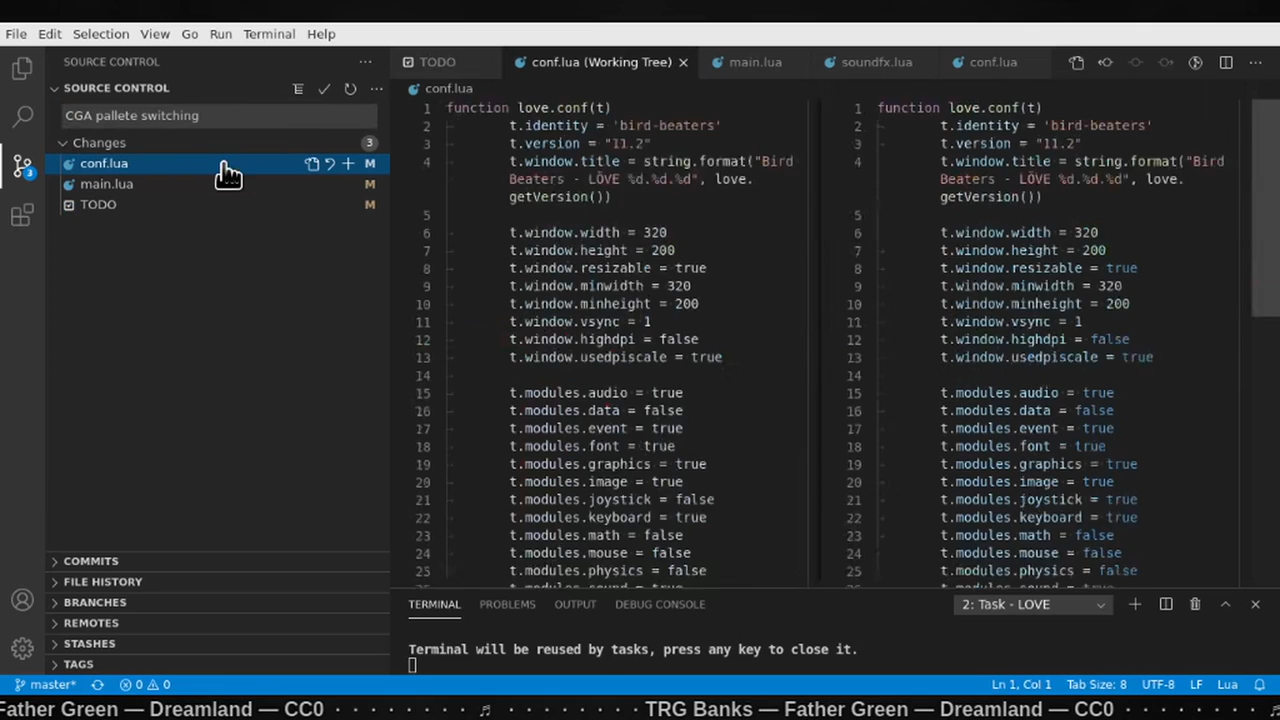 File Edit Selection View Go Run Terminal Help
SOURCE CONTROL
SOURCE CONTROL
CGA pallete switching
Changes 3
conf.lua M
main.lua M
TODO M
3
COMMITS
FILE HISTORY
BRANCHES
REMOTES
STASHES
TAGS
TODO conf.lua (Working Tree) main.lua soundfx.lua conf.lua
conf.lua
1 function love.conf(t)
2 t.identity = 'bird-beaters'
3 t.version = "11.2"
4 t.window.title = string.format("Bird
Beaters - LÖVE %d.%d.%d", love.
getVersion())
5
6 t.window.width = 320
7 t.window.height = 200
8 t.window.resizable = true
9 t.window.minwidth = 320
10 t.window.minheight = 200
11 t.window.vsync = 1
12 t.window.highdpi = false
13 t.window.usedpiscale = true
14
15 t.modules.audio = true
16 t.modules.data = false
17 t.modules.event = true
18 t.modules.font = true
19 t.modules.graphics = true
20 t.modules.image = true
21 t.modules.joystick = false
22 t.modules.keyboard = true
23 t.modules.math = false
24 t.modules.mouse = false
25 t.modules.physics = false
1 function love.conf(t)
2 t.identity = 'bird-beaters'
3 t.version = "11.2"
4 t.window.title = string.format("Bird
Beaters - LÖVE %d.%d.%d", love.
getVersion())
5
6 t.window.width = 320
7 t.window.height = 200
8 t.window.resizable = true
9 t.window.minwidth = 320
10 t.window.minheight = 200
11 t.window.vsync = 1
12 t.window.highdpi = false
13 t.window.usedpiscale = true
14
15 t.modules.audio = true
16 t.modules.data = false
17 t.modules.event = true
18 t.modules.font = true
19 t.modules.graphics = true
20 t.modules.image = true
21 t.modules.joystick = true
22 t.modules.keyboard = true
23 t.modules.math = false
24 t.modules.mouse = false
25 t.modules.physics = false
TERMINAL PROBLEMS OUTPUT DEBUG CONSOLE 2: Task - LOVE
Terminal will be reused by tasks, press any key to close it.
master* 0 0 Ln 1, Col 1 Tab Size: 8 UTF-8 LF Lua
Father Green — Dreamland — CC0 · · · · · · · ♬ · · · · · · · TRG Banks — Father Green — Dreamland — CC0 · · · · · · ·